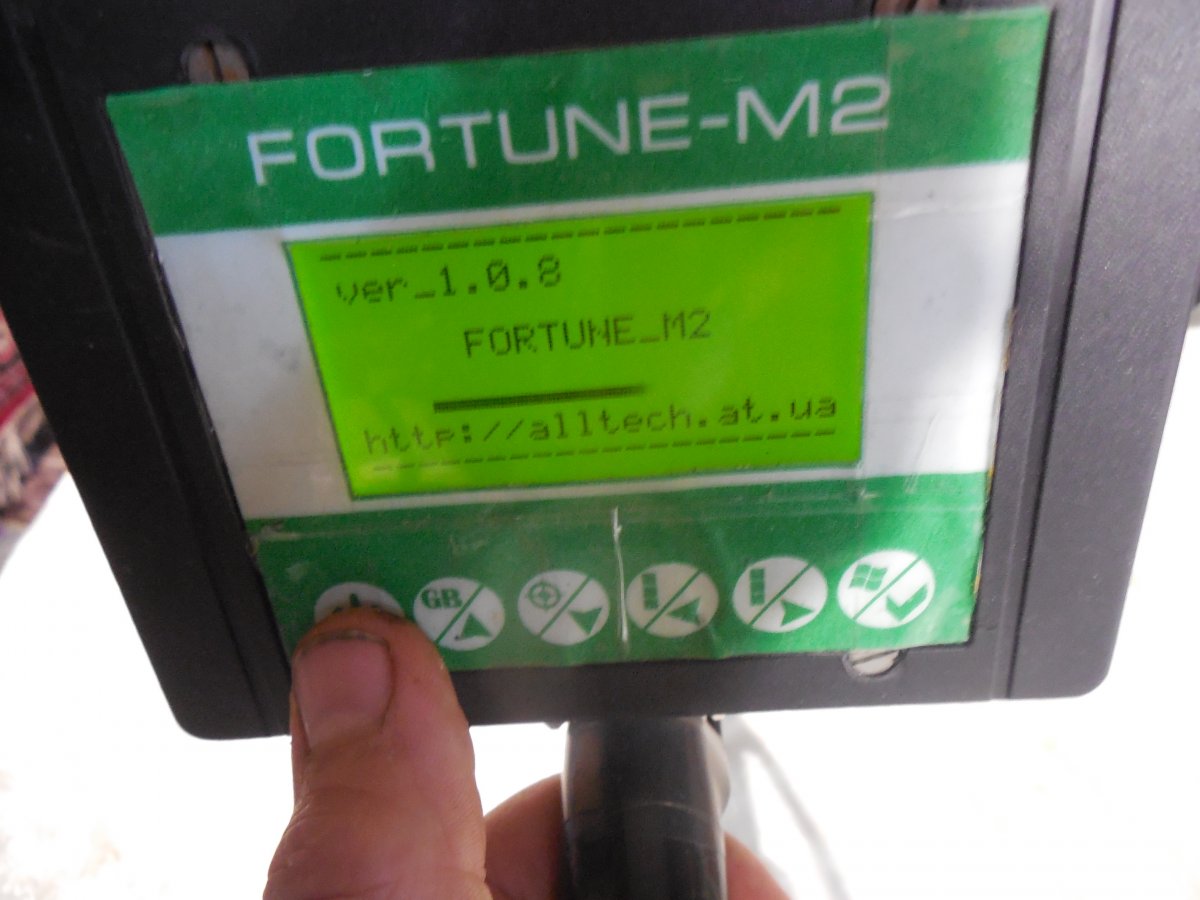 FORTUNE-M2
ver_1.0.8
FORTUNE_M2
http://alltech.at.ua
GB